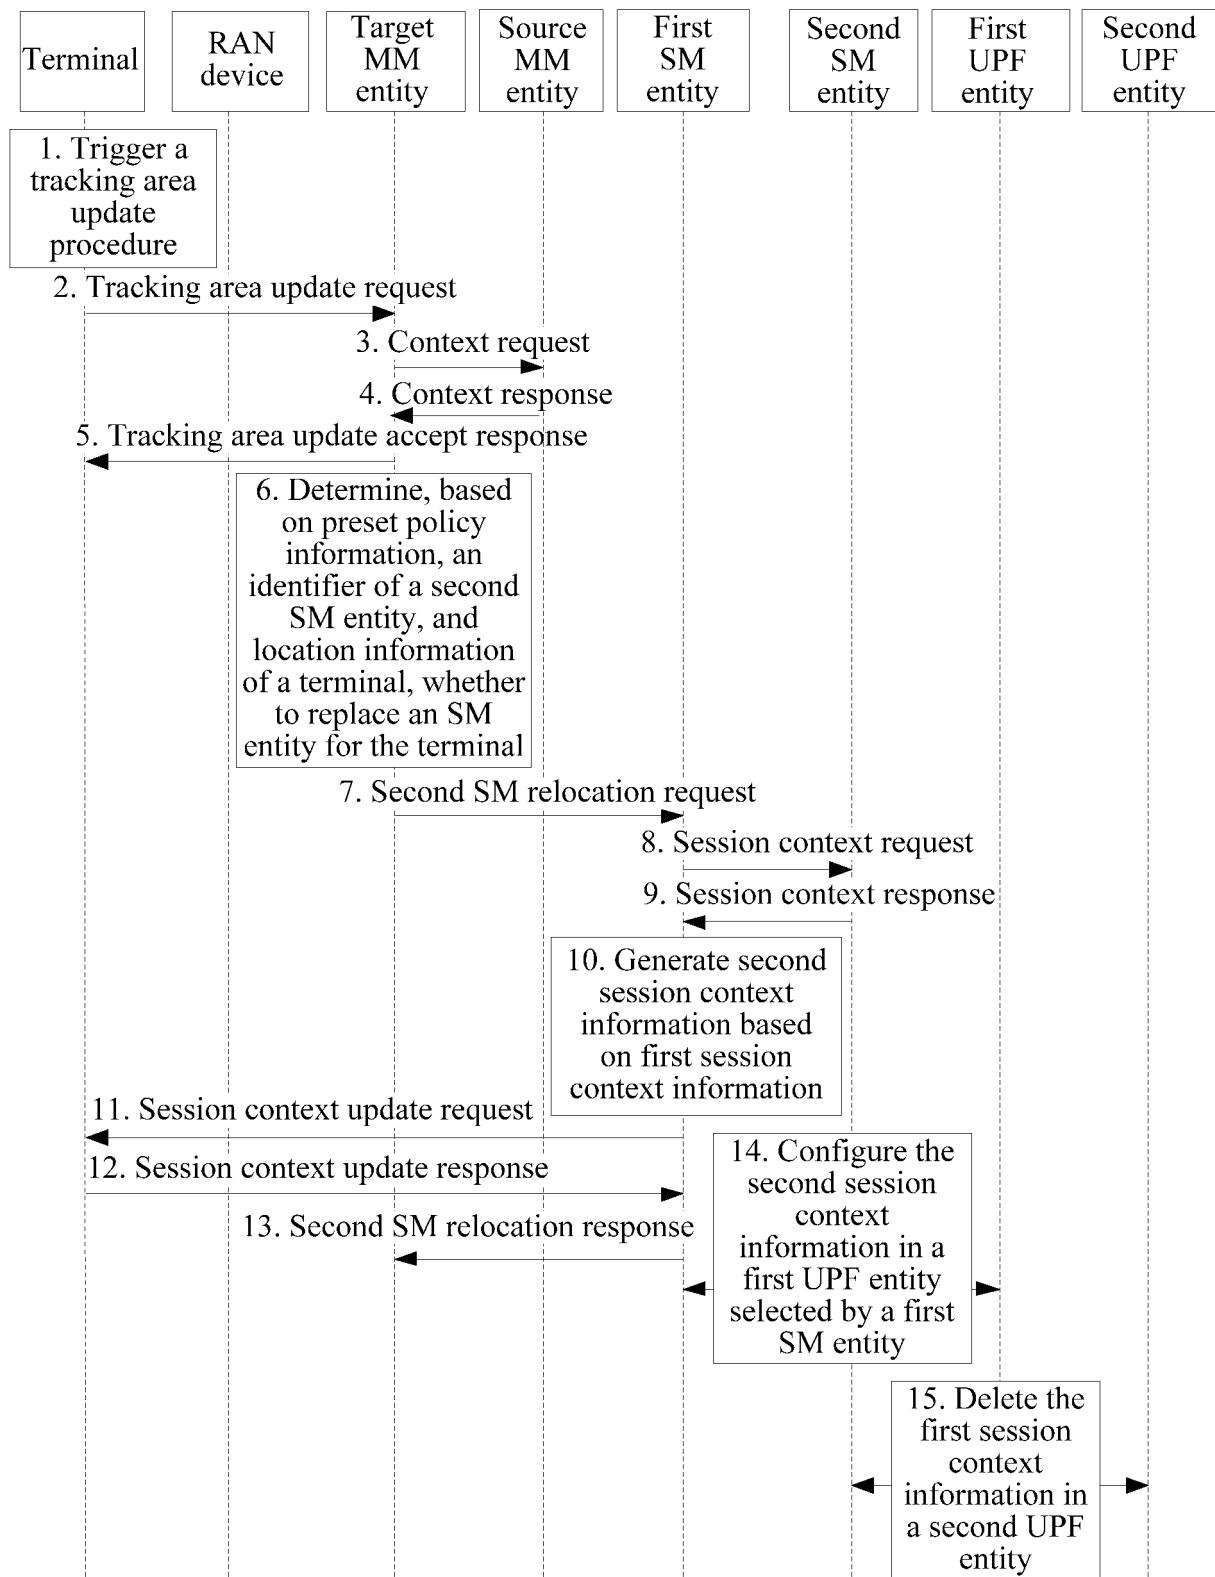 Terminal
RAN
device
Target
MM
entity
Source
MM
entity
First
SM
entity
Second
SM
entity
First
UPF
entity
Second
UPF
entity
1. Trigger a
tracking area
update
procedure
2. Tracking area update request
3. Context request
4. Context response
5. Tracking area update accept response
6. Determine, based
on preset policy
information, an
identifier of a second
SM entity, and
location information
of a terminal, whether
to replace an SM
entity for the terminal
7. Second SM relocation request
8. Session context request
9. Session context response
10. Generate second
session context
information based
on first session
context information
11. Session context update request
12. Session context update response
13. Second SM relocation response
14. Configure the
second session
context
information in a
first UPF entity
selected by a first
SM entity
15. Delete the
first session
context
information in
a second UPF
entity